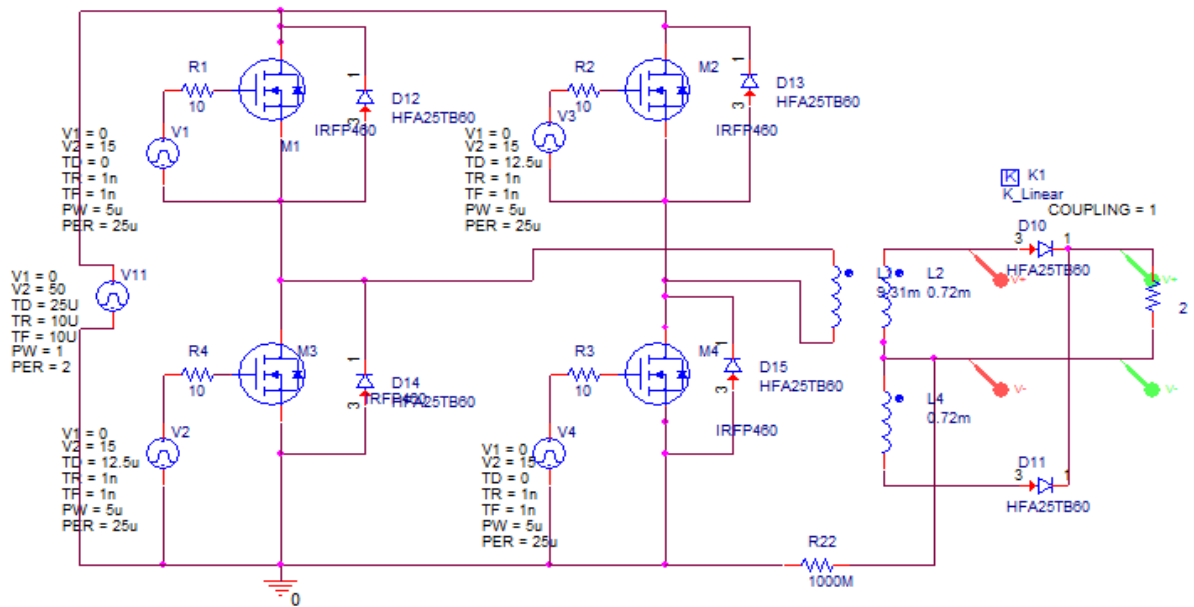 R1
10
V1
V1 = 0
V2 = 15
TD = 0
TR = 1n
TF = 1n
PW = 5u
PER = 25u
M1
IRFP460
1
3
D12
HFA25TB60
R2
10
V3
V1 = 0
V2 = 15
TD = 12.5u
TR = 1n
TF = 1n
PW = 5u
PER = 25u
M2
IRFP460
1
3
D13
HFA25TB60
V11
V1 = 0
V2 = 50
TD = 25U
TR = 10U
TF = 10U
PW = 1
PER = 2
R4
10
V2
V1 = 0
V2 = 15
TD = 12.5u
TR = 1n
TF = 1n
PW = 5u
PER = 25u
M3
IRFP460
1
3
D14
HFA25TB60
R3
10
V4
V1 = 0
V2 = 15
TD = 0
TR = 1n
TF = 1n
PW = 5u
PER = 25u
M4
IRFP460
1
3
D15
HFA25TB60
K K1
K_Linear
COUPLING = 1
D10
3 1
HFA25TB60
9.31m
L2
0.72m
V+
V+
2
V-
V-
L4
0.72m
D11
3 1
HFA25TB60
R22
1000M
0